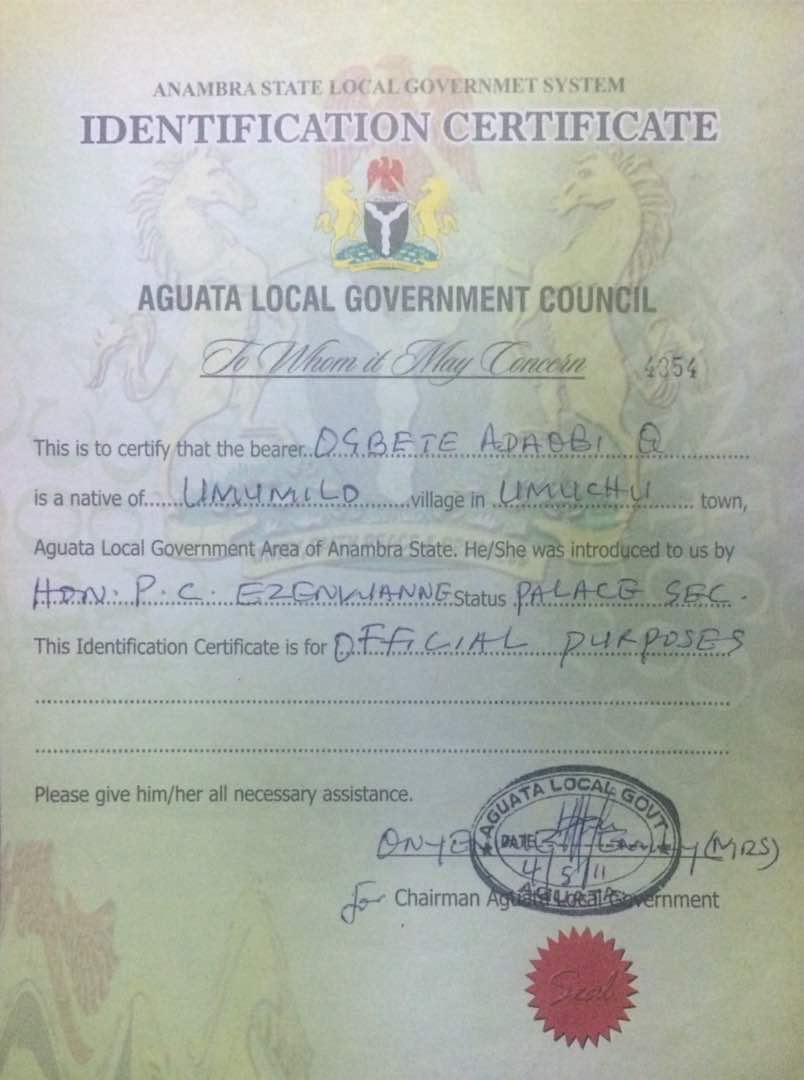 ANAMBRA STATE LOCAL GOVERNMET SYSTEM
IDENTIFICATION CERTIFICATE
AGUATA LOCAL GOVERNMENT COUNCIL
To Whom it May Concern 4354
This is to certify that the bearer..OGBETE ADAOBI Q
is a native of......UMUMILO.........village in UMUCHU........ town,
Aguata Local Government Area of Anambra State. He/She was introduced to us by
HON. P. C. EZENWANNE Status PALACE SEC.
This Identification Certificate is for OFFICIAL PURPOSES
Please give him/her all necessary assistance.
AGUATA LOCAL GOVT
DATE
4/5/11
AGUATA
(MRS)
for Chairman Aguata Local Government
Seal